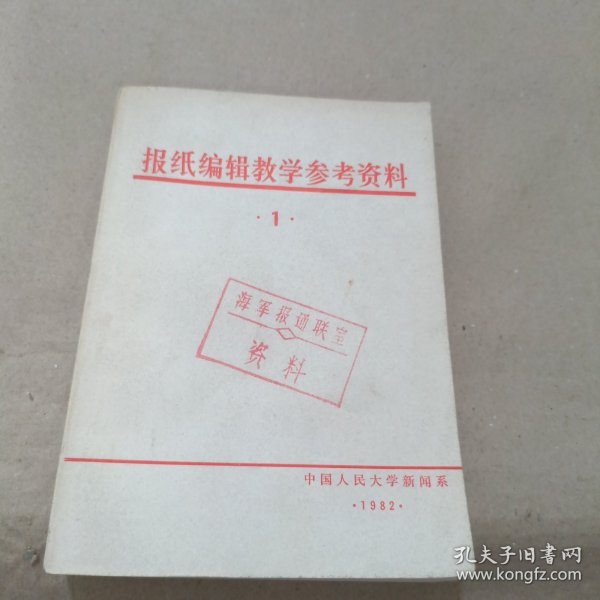 报纸编辑教学参考资料
·1·
海军报通联室
资料
中国人民大学新闻系
·1982·
孔夫子旧书网
www.kongfz.com